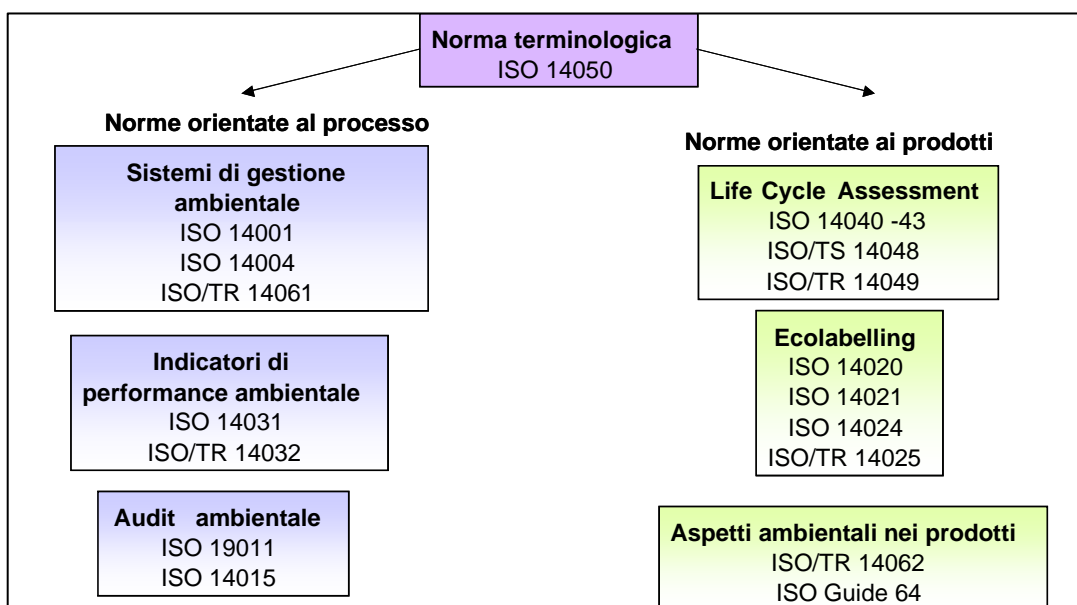 Norma terminologica
ISO 14050
Norme orientate al processo
Sistemi di gestione
ambientale
ISO 14001
ISO 14004
ISO/TR 14061
Indicatori di
performance ambientale
ISO 14031
ISO/TR 14032
Audit ambientale
ISO 19011
ISO 14015
Norme orientate ai prodotti
Life Cycle Assessment
ISO 14040 -43
ISO/TS 14048
ISO/TR 14049
Ecolabelling
ISO 14020
ISO 14021
ISO 14024
ISO/TR 14025
Aspetti ambientali nei prodotti
ISO/TR 14062
ISO Guide 64